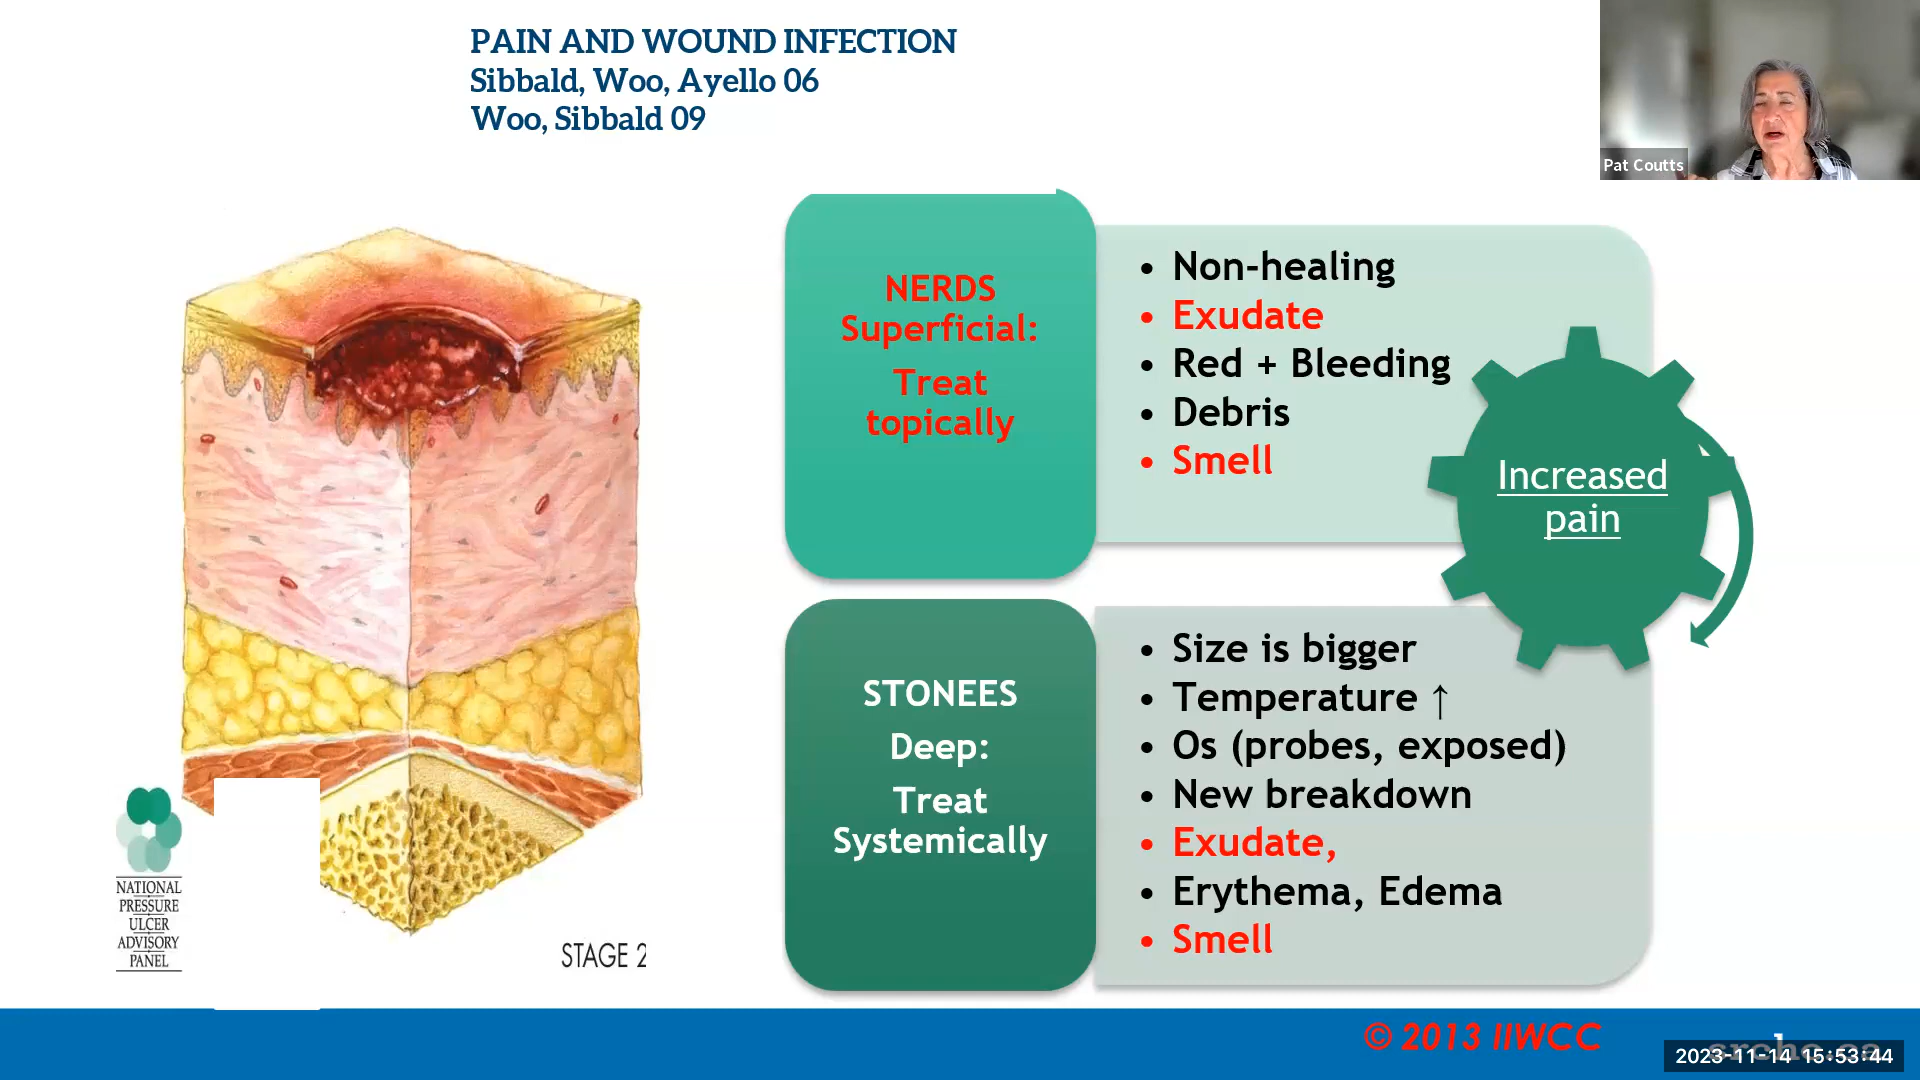 PAIN AND WOUND INFECTION
Sibbald, Woo, Ayello 06
Woo, Sibbald 09
Pat Coutts
NERDS
Superficial:
Treat
topically
• Non-healing
• Exudate
• Red + Bleeding
• Debris
• Smell
Increased
pain
STONEES
Deep:
Treat
Systemically
• Size is bigger
• Temperature ↑
• Os (probes, exposed)
• New breakdown
• Exudate,
• Erythema, Edema
• Smell
NATIONAL
PRESSURE
ULCER
ADVISORY
PANEL
STAGE 2
© 2013 IIWCC
2023-11-14 15:53:44